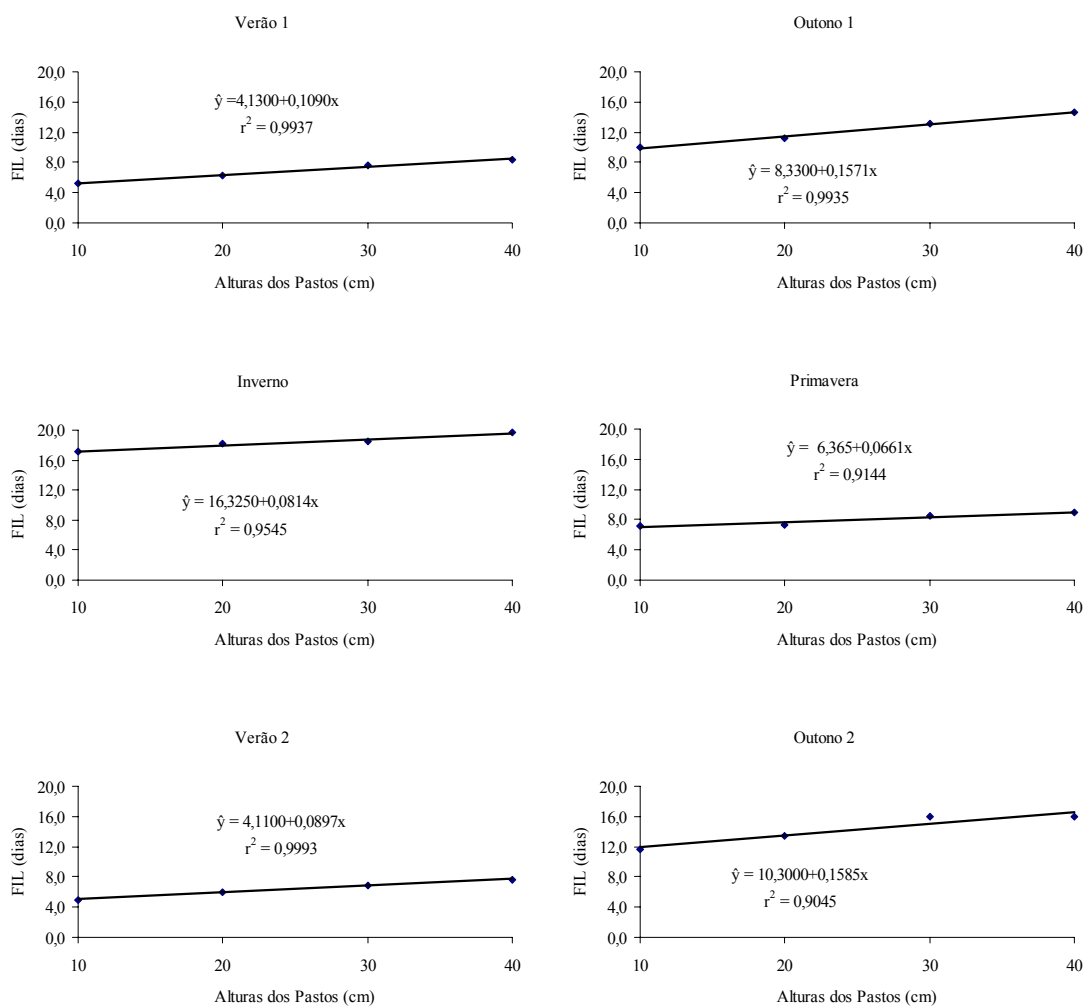 Verão 1
20,0
16,0
12,0
8,0
4,0
0,0
FIL (dias)
ŷ =4,1300+0,1090x
r² = 0,9937
10 20 30 40
Alturas dos Pastos (cm)
Outono 1
20,0
16,0
12,0
8,0
4,0
0,0
FIL (dias)
ŷ = 8,3300+0,1571x
r² = 0,9935
10 20 30 40
Alturas dos Pastos (cm)
Inverno
20,0
16,0
12,0
8,0
4,0
0,0
FIL (dias)
ŷ = 16,3250+0,0814x
r² = 0,9545
10 20 30 40
Alturas dos Pastos (cm)
Primavera
20,0
16,0
12,0
8,0
4,0
0,0
FIL (dias)
ŷ = 6,365+0,0661x
r² = 0,9144
10 20 30 40
Alturas dos Pastos (cm)
Verão 2
20,0
16,0
12,0
8,0
4,0
0,0
FIL (dias)
ŷ = 4,1100+0,0897x
r² = 0,9993
10 20 30 40
Alturas dos Pastos (cm)
Outono 2
20,0
16,0
12,0
8,0
4,0
0,0
FIL (dias)
ŷ = 10,3000+0,1585x
r² = 0,9045
10 20 30 40
Alturas dos Pastos (cm)